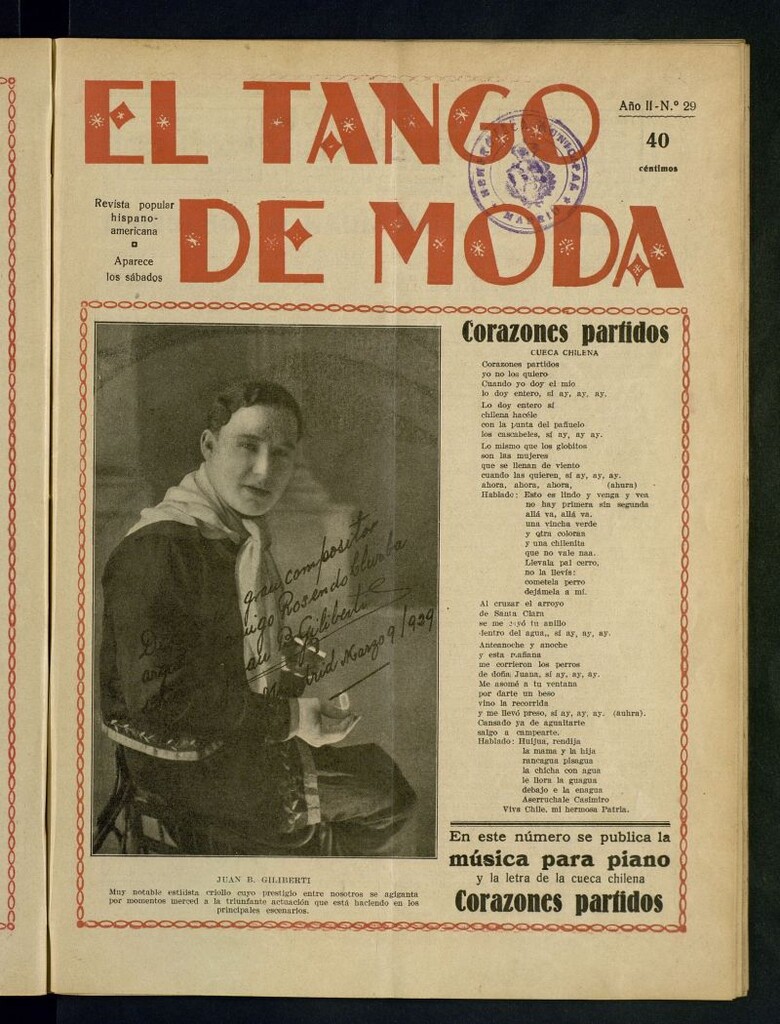 EL TANGO
DE MODA
Año II-N.º 29
40
céntimos
HEMEROTECA MUNICIPAL
MADRID
Revista popular
hispano-
americana
Aparece
los sábados
gran compositor
amigo Rosendo Llurba
B Giliberti
Madrid Marzo 9/1929
JUAN B. GILIBERTI
Muy notable estilista criollo cuyo prestigio entre nosotros se agiganta
por momentos merced a la triunfante actuación que está haciendo en los
principales escenarios.
Corazones partidos
CUECA CHILENA
Corazones partidos
yo no los quiero
Cuando yo doy el mío
lo doy entero, sí ay, ay, ay.
Lo doy entero sí
chilena hacéle
con la punta del pañuelo
los cascabeles, sí ay, ay ay.
Lo mismo que los globitos
son las mujeres
que se llenan de viento
cuando las quieren, sí ay, ay, ay.
ahora, ahora, ahora, (ahura)
Hablado: Esto es lindo y venga y vea
no hay primera sin segunda
allá va, allá va.
una vincha verde
y otra colorau
y una chilenita
que no vale naa.
Llevala pal cerro,
no la llevís:
cometela perro
dejámela a mí.
Al cruzar el arroyo
de Santa Clara
se me cayó tu anillo
dentro del agua,, sí ay, ay, ay.
Anteanoche y anoche
y esta mañana
me corrieron los perros
de doña Juana, sí ay, ay, ay.
Me asomé a tu ventana
por darte un beso
vino la recorrida
y me llevó preso, sí ay, ay, ay. (auhra).
Cansado ya de aguaitarte
salgo a campearte.
Hablado: Huijua, rendija
la mama y la hija
rancagua pisagua
la chicha con agua
le llora la guagua
debajo e la enagua
Aserruchale Casimiro
Viva Chile, mi hermosa Patria.
En este número se publica la
música para piano
y la letra de la cueca chilena
Corazones partidos